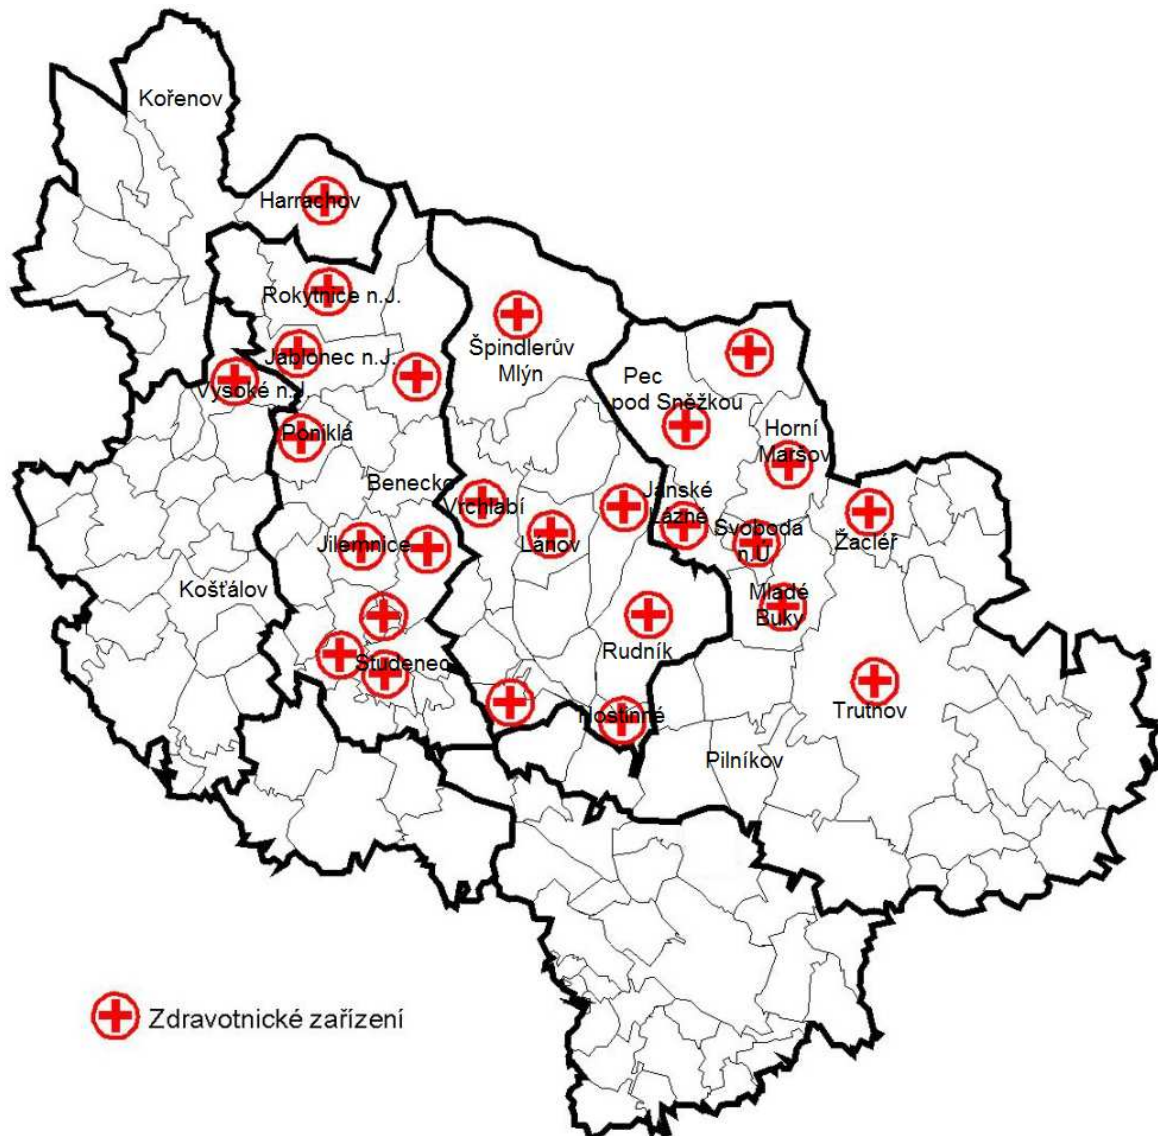 Kořenov
Harrachov
Rokytnice n.J.
Jablonec n.J.
Špindlerův
Mlýn
Vysoké n.J.
Pec
pod Sněžkou
Poniklá
Horní
Maršov
Benecko
Vrchlabí
Janské
Lázně
Jilemnice
Lánov
Svoboda
n.Ú.
Žacléř
Košťálov
Mladé
Buky
Rudník
Studenec
Hostinné
Trutnov
Pilníkov
Zdravotnické zařízení